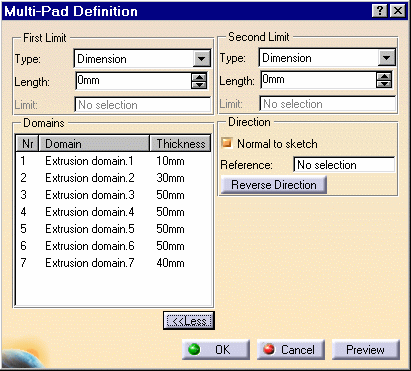 Multi-Pad Definition
First Limit
Type: Dimension
Length: 0mm
Limit: No selection
Second Limit
Type: Dimension
Length: 0mm
Limit: No selection
Domains
Nr Domain Thickness
1 Extrusion domain.1 10mm
2 Extrusion domain.2 30mm
3 Extrusion domain.3 50mm
4 Extrusion domain.4 50mm
5 Extrusion domain.5 50mm
6 Extrusion domain.6 50mm
7 Extrusion domain.7 40mm
<<Less
Direction
Normal to sketch
Reference: No selection
Reverse Direction
OK Cancel Preview